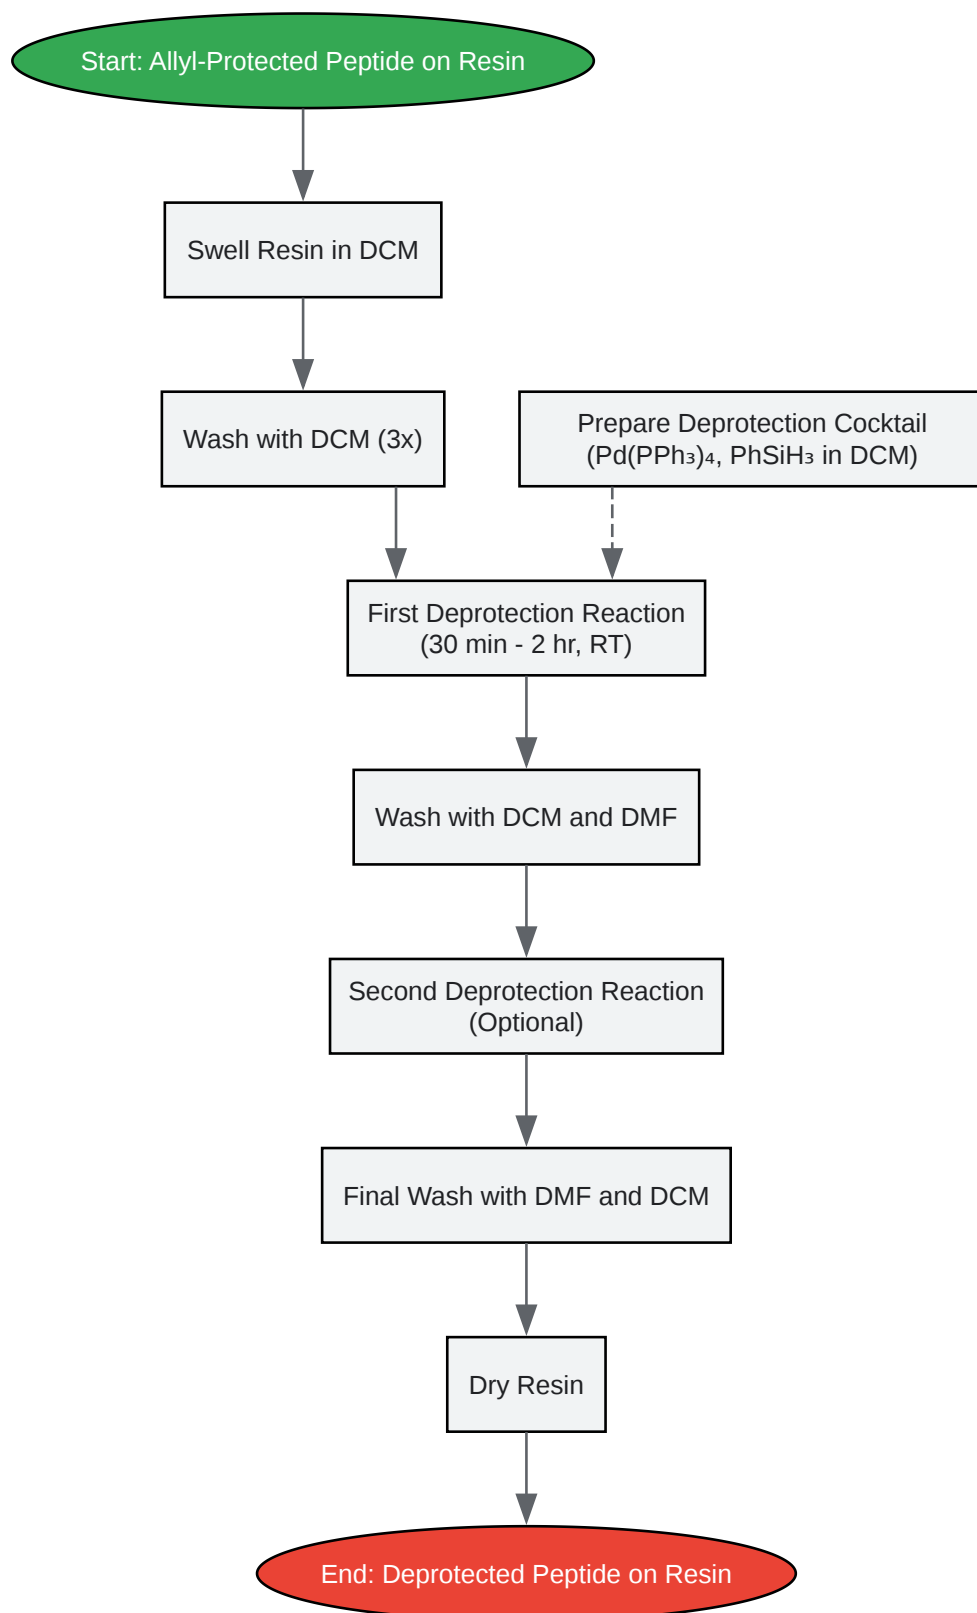 Start: Allyl-Protected Peptide on Resin
Swell Resin in DCM
Wash with DCM (3x)
Prepare Deprotection Cocktail
(Pd(PPh₃)₄, PhSiH₃ in DCM)
First Deprotection Reaction
(30 min - 2 hr, RT)
Wash with DCM and DMF
Second Deprotection Reaction
(Optional)
Final Wash with DMF and DCM
Dry Resin
End: Deprotected Peptide on Resin